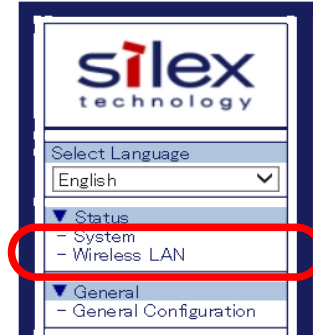 silex
technology
Select Language
English
▼ Status
- System
- Wireless LAN
▼ General
- General Configuration